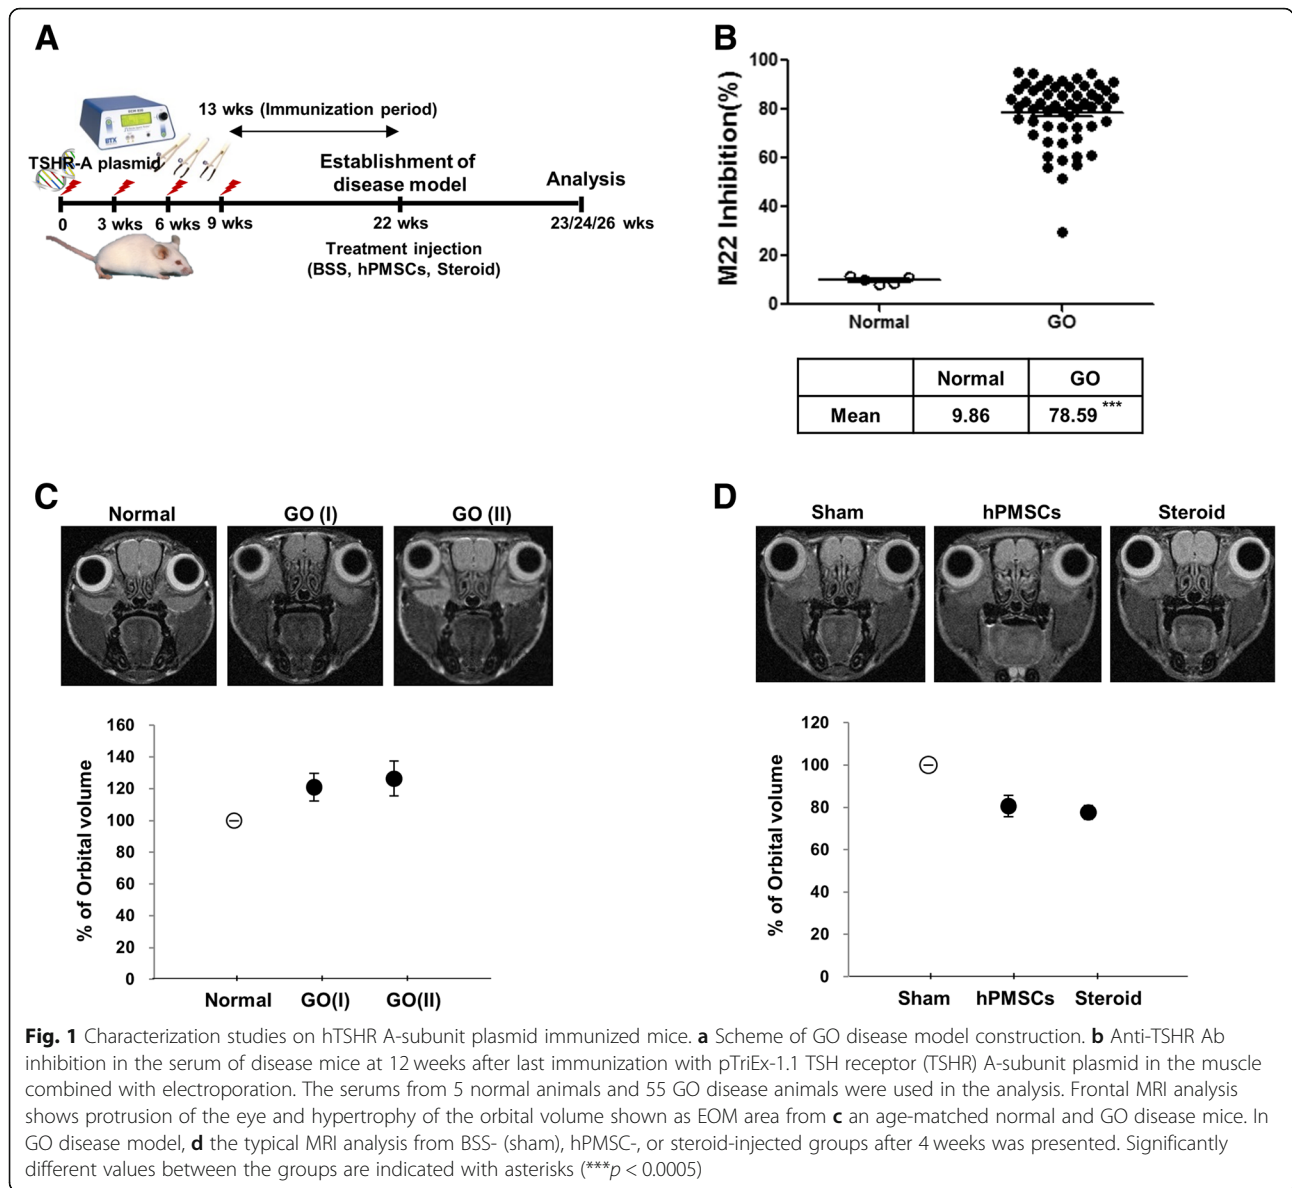 A
13 wks (Immunization period)
BTX
TSHR-A plasmid
Establishment of
disease model
Analysis
0
3 wks
6 wks
9 wks
22 wks
23/24/26 wks
Treatment injection
(BSS, hPMSCs, Steroid)
B
M22 Inhibition(%)
100
80
60
40
20
0
Normal
GO
Normal GO
Mean 9.86 78.59 ***
C
Normal
GO (I)
GO (II)
% of Orbital volume
160
140
120
100
80
60
40
20
0
Normal
GO(I)
GO(II)
D
Sham
hPMSCs
Steroid
% of Orbital volume
120
100
80
60
40
20
0
Sham
hPMSCs
Steroid
Fig. 1 Characterization studies on hTSHR A-subunit plasmid immunized mice. a Scheme of GO disease model construction. b Anti-TSHR Ab
inhibition in the serum of disease mice at 12 weeks after last immunization with pTriEx-1.1 TSH receptor (TSHR) A-subunit plasmid in the muscle
combined with electroporation. The serums from 5 normal animals and 55 GO disease animals were used in the analysis. Frontal MRI analysis
shows protrusion of the eye and hypertrophy of the orbital volume shown as EOM area from c an age-matched normal and GO disease mice. In
GO disease model, d the typical MRI analysis from BSS- (sham), hPMSC-, or steroid-injected groups after 4 weeks was presented. Significantly
different values between the groups are indicated with asterisks (***p < 0.0005)